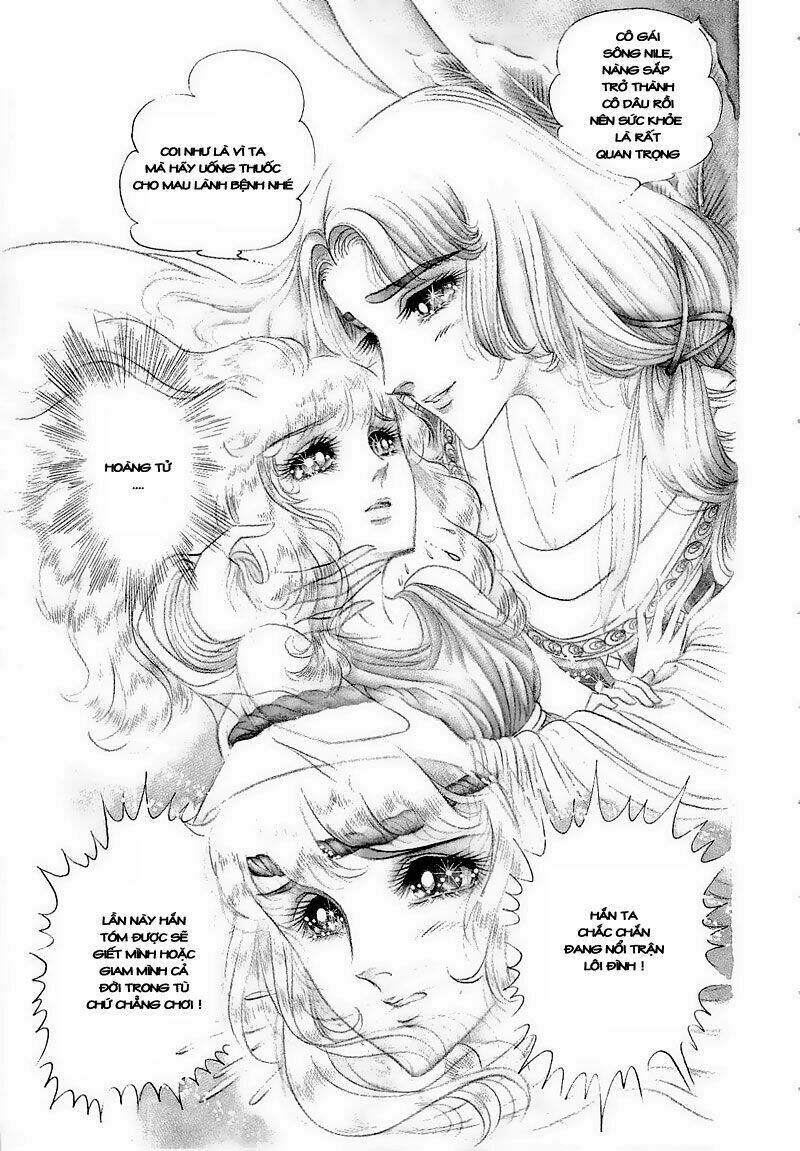 CÔ GÁI
SÔNG NILE,
NÀNG SẮP
TRỞ THÀNH
CÔ DÂU RỒI
NÊN SỨC KHỎE
LÀ RẤT
QUAN TRỌNG
COI NHƯ LÀ VÌ TA
MÀ HÃY UỐNG THUỐC
CHO MAU LÀNH BỆNH NHÉ
HOÀNG TỬ
....
HẮN TA
CHẮC CHẮN
ĐANG NỔI TRẬN
LÔI ĐÌNH !
LẦN NÀY HẮN
TÓM ĐƯỢC SẼ
GIẾT MÌNH HOẶC
GIAM MÌNH CẢ
ĐỜI TRONG TÙ
CHỨ CHẲNG CHƠI !